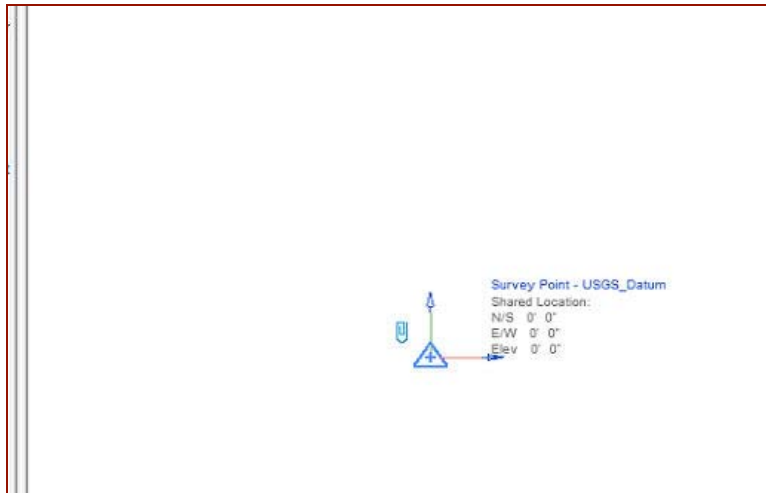 Survey Point - USGS_Datum
Shared Location:
N/S 0' 0"
E/W 0' 0"
Elev 0' 0"